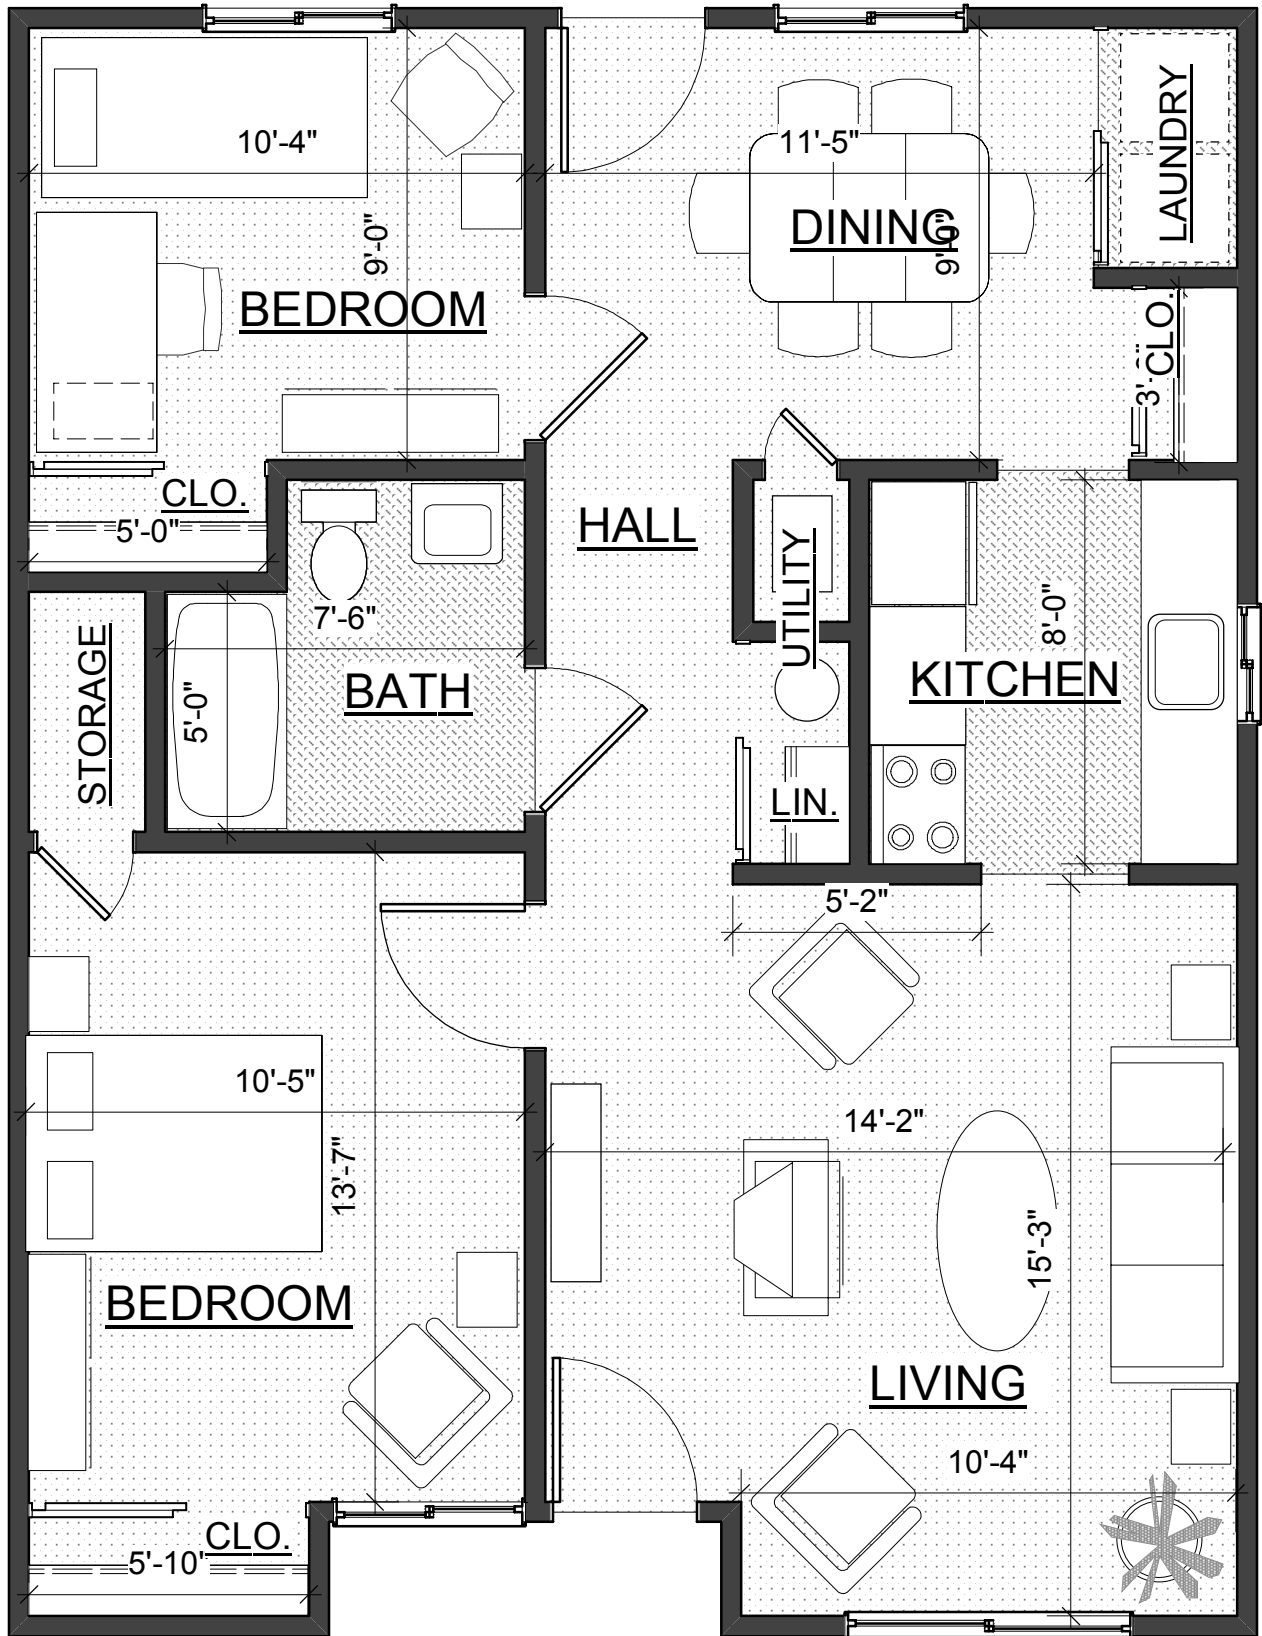 10'-4"
11'-5"
LAUNDRY
DINING
9'-0"
9'-0"
BEDROOM
CLO.
CLO.
5'-0"
HALL
UTILITY
7'-6"
8'-0"
STORAGE
BATH
KITCHEN
5'-0"
LIN.
5'-2"
10'-5"
14'-2"
13'-7"
15'-3"
BEDROOM
LIVING
10'-4"
CLO.
5'-10"